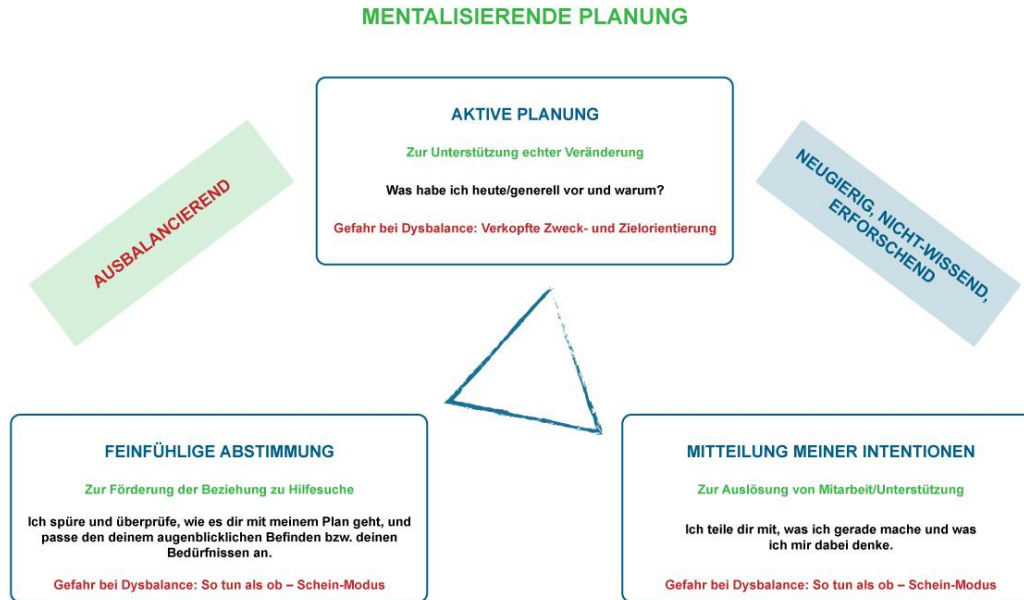 MENTALISIERENDE PLANUNG
AKTIVE PLANUNG
Zur Unterstützung echter Veränderung
Was habe ich heute/generell vor und warum?
Gefahr bei Dysbalance: Verkopfte Zweck- und Zielorientierung
AUSBALANCIEREND
NEUGIERIG, NICHT-WISSEND,
ERFORSCHEND
FEINFÜHLIGE ABSTIMMUNG
Zur Förderung der Beziehung zu Hilfesuche
Ich spüre und überprüfe, wie es dir mit meinem Plan geht, und
passe den deinem augenblicklichen Befinden bzw. deinen
Bedürfnissen an.
Gefahr bei Dysbalance: So tun als ob – Schein-Modus
MITTEILUNG MEINER INTENTIONEN
Zur Auslösung von Mitarbeit/Unterstützung
Ich teile dir mit, was ich gerade mache und was
ich mir dabei denke.
Gefahr bei Dysbalance: So tun als ob – Schein-Modus